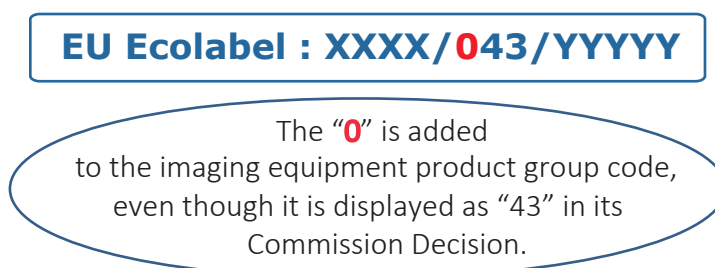 EU Ecolabel : XXXX/043/YYYYY
The “0” is added
to the imaging equipment product group code,
even though it is displayed as “43” in its
Commission Decision.